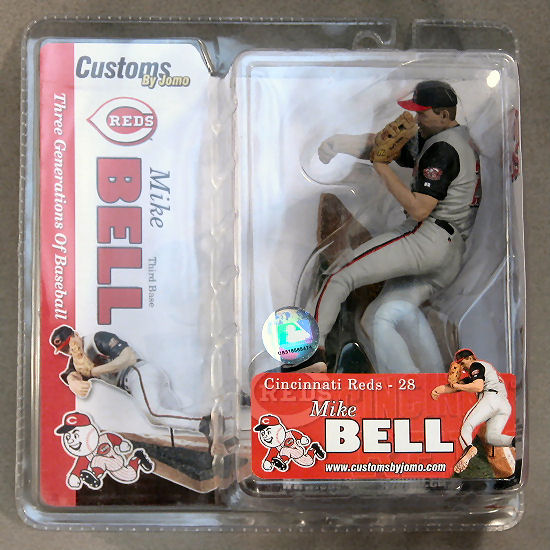 Customs
By Jomo
REDS
Mike
BELL
Third Base
Three Generations Of Baseball
Cincinnati Reds - 28
Mike
BELL
www.customsbyjomo.com